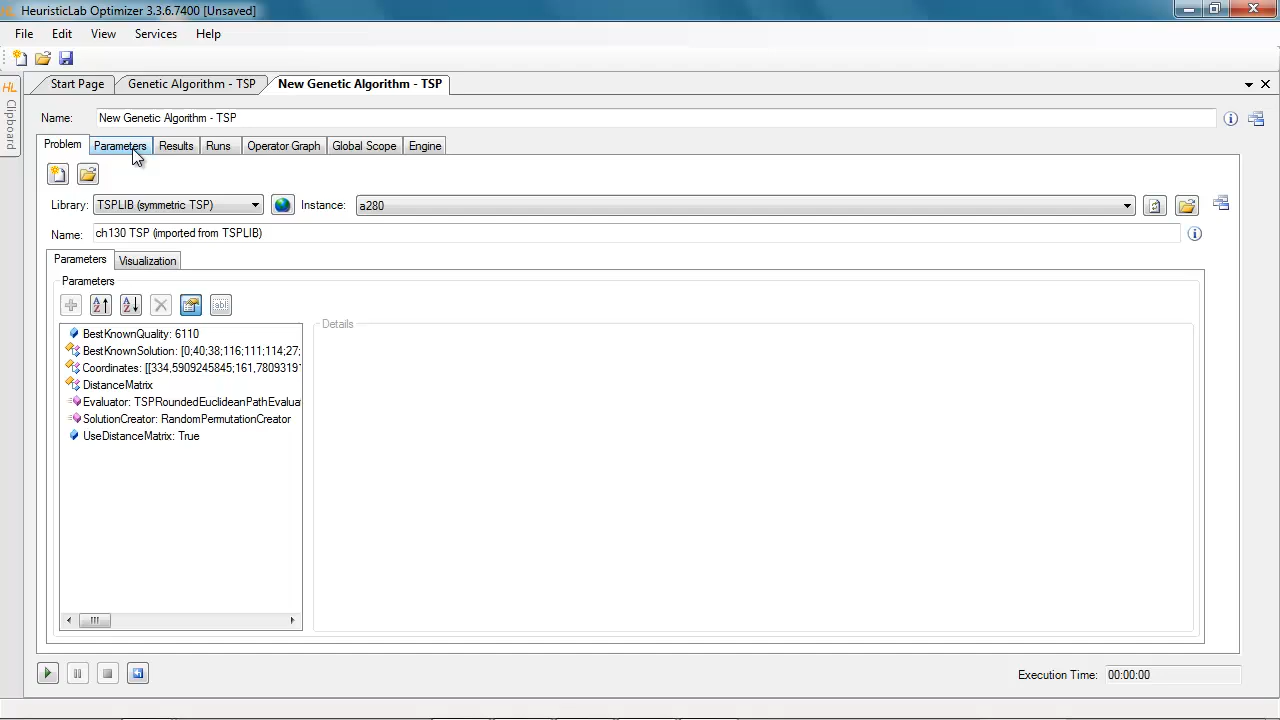 HeuristicLab Optimizer 3.3.6.7400 [Unsaved]
File Edit View Services Help
HL Clipboard
Start Page Genetic Algorithm - TSP New Genetic Algorithm - TSP
Name: New Genetic Algorithm - TSP
Problem Parameters Results Runs Operator Graph Global Scope Engine
Library: TSPLIB (symmetric TSP) Instance: a280
Name: ch130 TSP (imported from TSPLIB)
Parameters Visualization
Parameters
Details
BestKnownQuality: 6110
BestKnownSolution: [0;40;38;116;111;114;27;
Coordinates: [[334,5909245845;161,7809319
DistanceMatrix
Evaluator: TSPRoundedEuclideanPathEvalua
SolutionCreator: RandomPermutationCreator
UseDistanceMatrix: True
Execution Time: 00:00:00